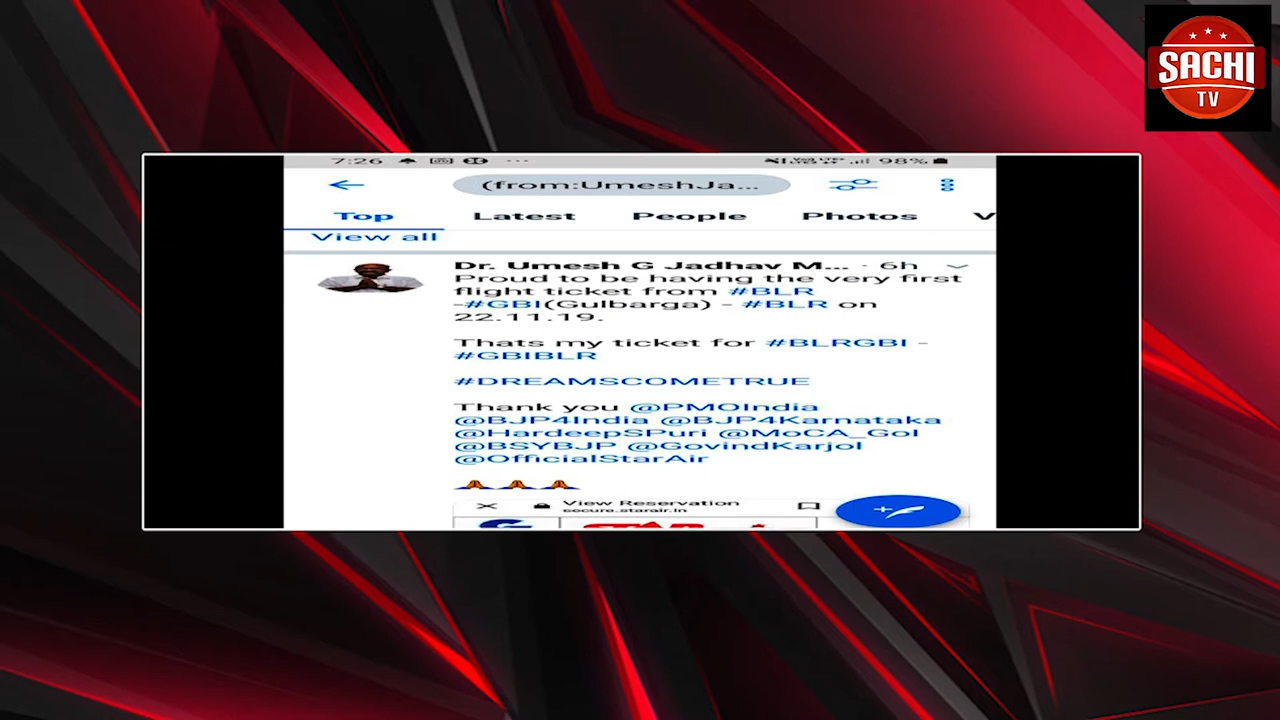 SACHI
TV
7:26 98%
(from:UmeshJa...
Top Latest People Photos V
View all
Dr. Umesh G Jadhav M... · 6h
Proud to be having the very first
flight ticket from #BLR
-#GBI(Gulbarga) - #BLR on
22.11.19.
Thats my ticket for #BLRGBI -
#GBIBLR
#DREAMSCOMETRUE
Thank you @PMOIndia
@BJP4India @BJP4Karnataka
@HardeepSPuri @MoCA_GoI
@BSYBJP @GovindKarjol
@OfficialStarAir
View Reservation
secure.starair.in